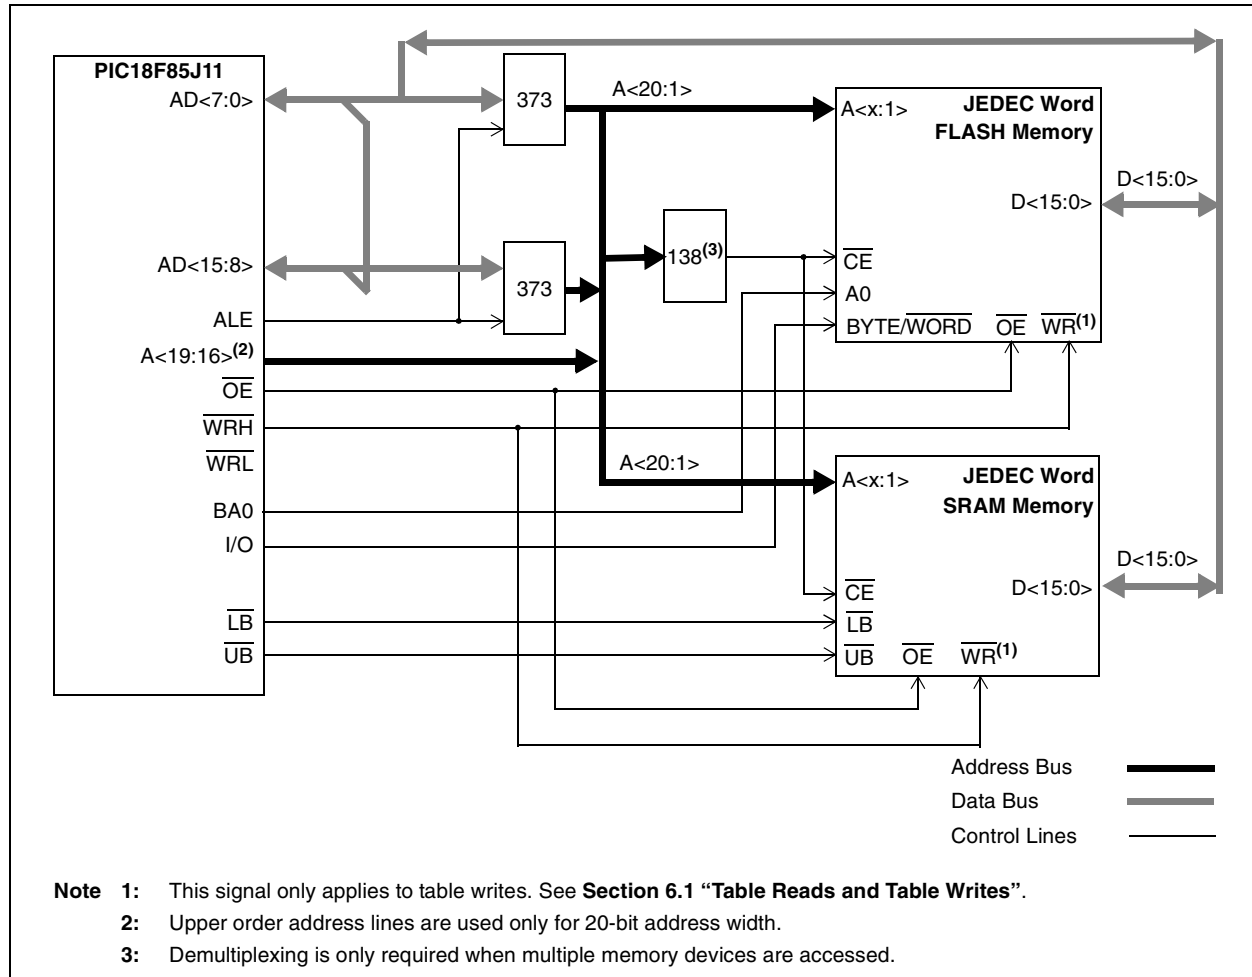 PIC18F85J11
AD<7:0>
373
A<20:1>
A<x:1>
JEDEC Word
FLASH Memory
D<15:0>
D<15:0>
AD<15:8>
373
138(3)
CE
A0
BYTE/WORD OE WR(1)
ALE
A<19:16>(2)
OE
WRH
WRL
BA0
I/O
LB
UB
A<20:1>
A<x:1>
JEDEC Word
SRAM Memory
D<15:0>
D<15:0>
CE
LB
UB OE WR(1)
Address Bus
Data Bus
Control Lines
Note 1: This signal only applies to table writes. See Section 6.1 “Table Reads and Table Writes”.
2: Upper order address lines are used only for 20-bit address width.
3: Demultiplexing is only required when multiple memory devices are accessed.